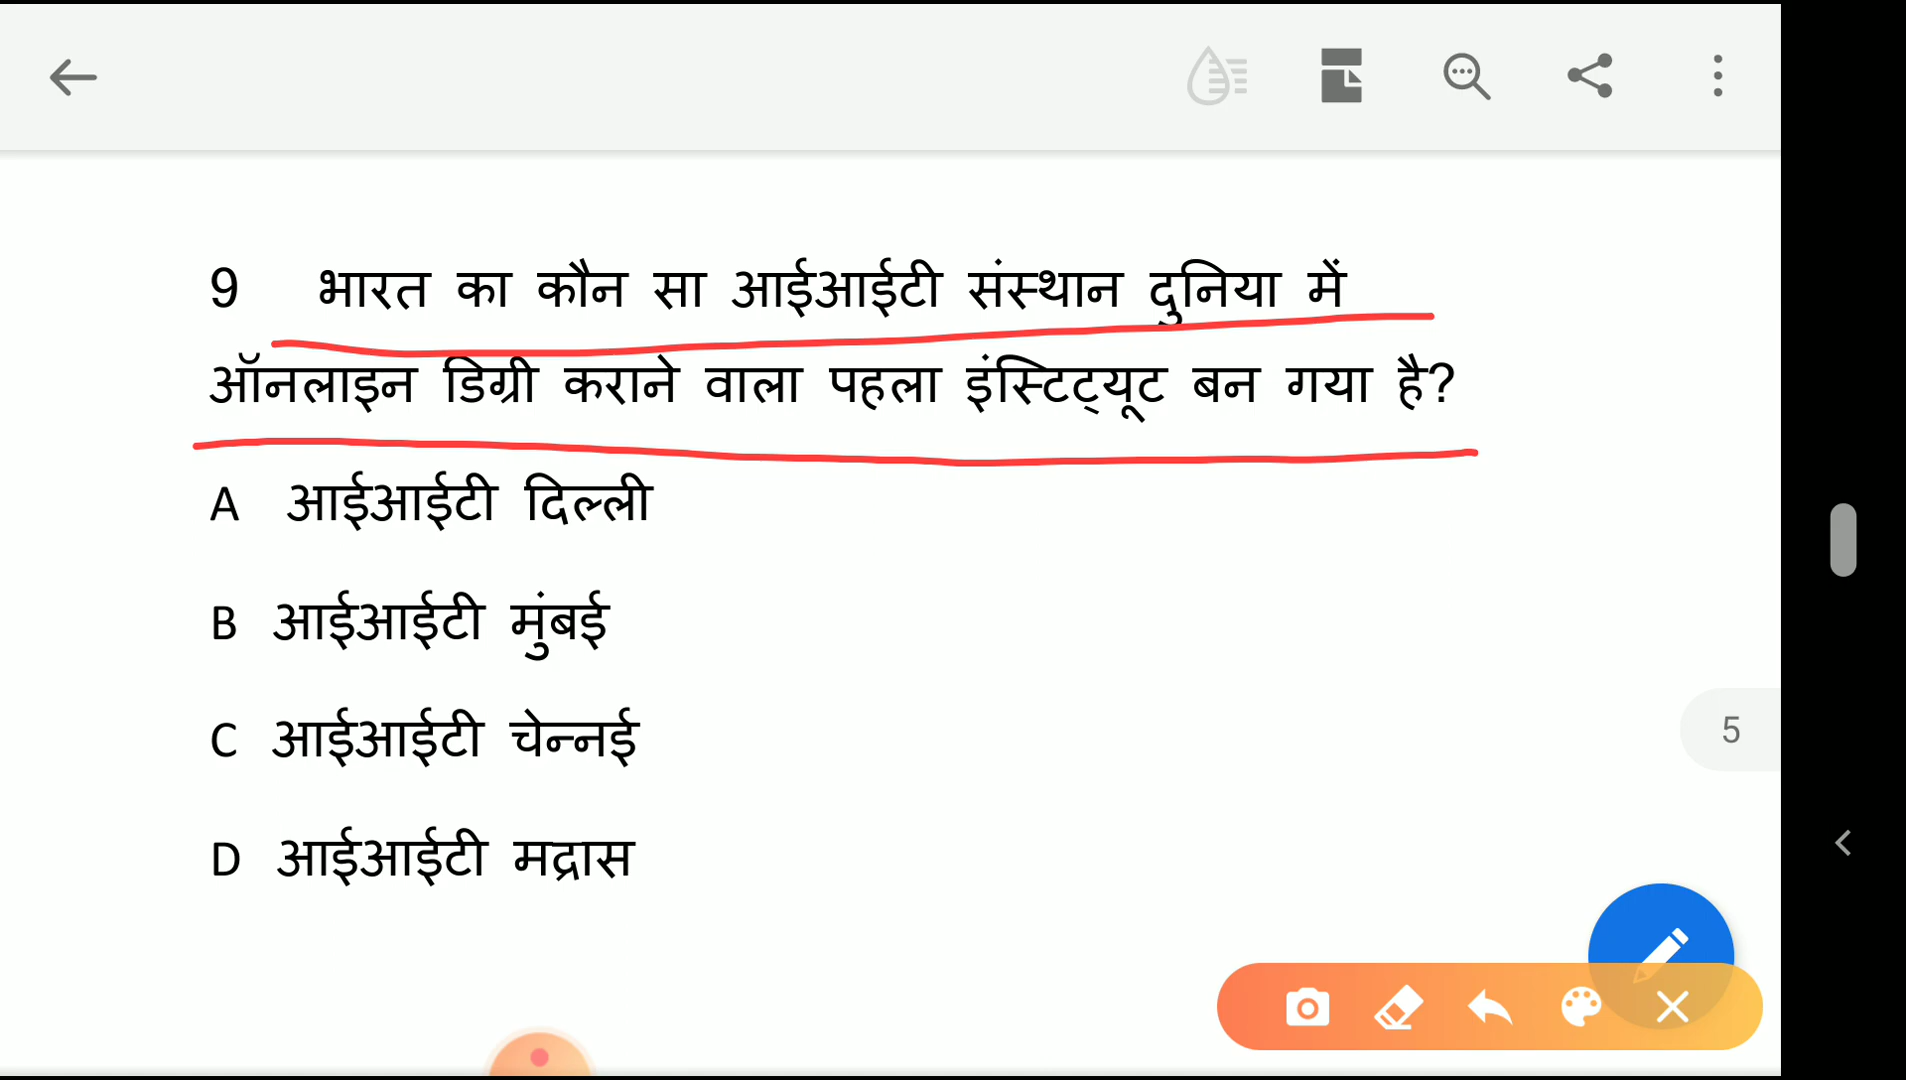 9 भारत का कौन सा आईआईटी संस्थान दुनिया में
ऑनलाइन डिग्री कराने वाला पहला इंस्टिट्यूट बन गया है?
A आईआईटी दिल्ली
B आईआईटी मुंबई
C आईआईटी चेन्नई
5
D आईआईटी मद्रास